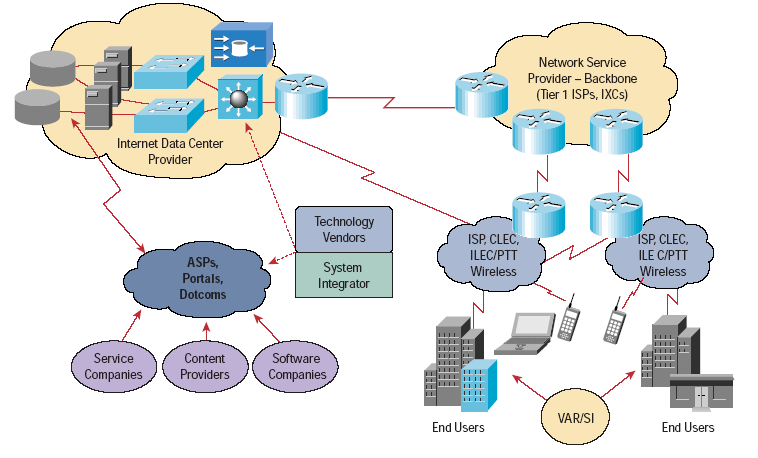 Internet Data Center
Provider
Network Service
Provider – Backbone
(Tier 1 ISPs, IXCs)
Technology
Vendors
System
Integrator
ASPs,
Portals,
Dotcoms
ISP, CLEC,
ILEC/PTT
Wireless
ISP, CLEC,
ILE C/PTT
Wireless
Service
Companies
Content
Providers
Software
Companies
End Users
VAR/SI
End Users